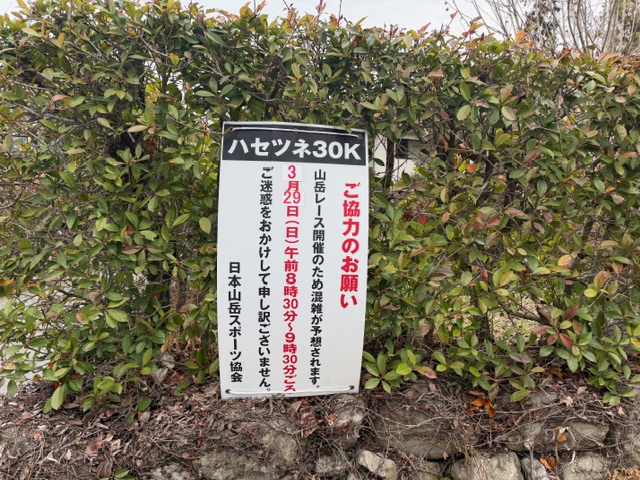 ハセツネ30K
ご協力のお願い
山岳レース開催のため混雑が予想されます。
3月29日(日)午前8時30分〜9時30分ごろ
ご迷惑をおかけして申し訳ございません。
日本山岳スポーツ協会